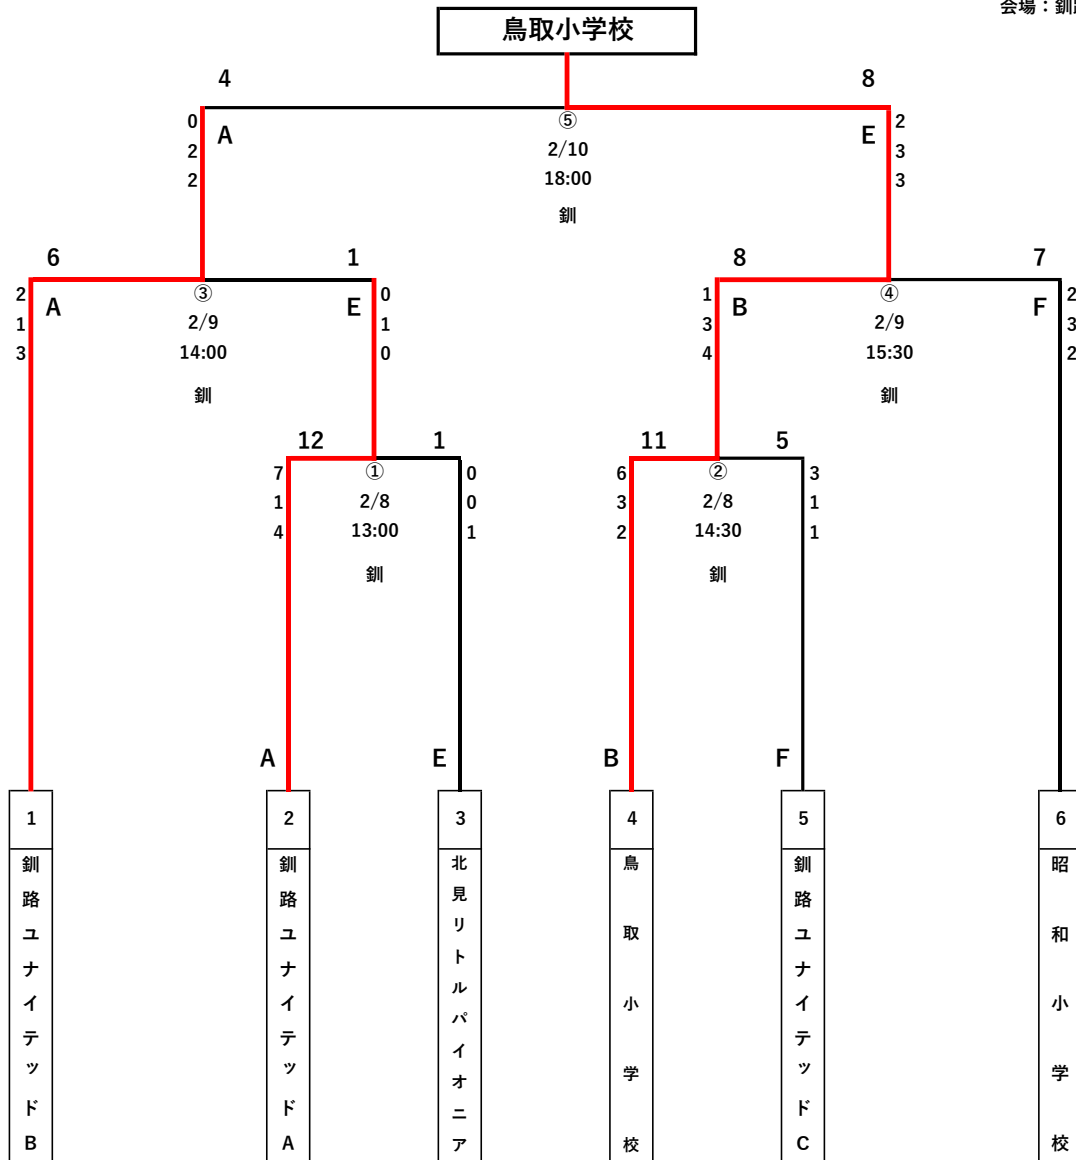 会場：釧路
鳥取小学校
4 8
0 A ⑤ E 2
2 2/10 3
2 18:00 3
釧
6 1 8 7
2 A ③ E 0 1 B ④ F 2
1 2/9 1 3 2/9 3
3 14:00 0 4 15:30 2
釧 釧
12 1 11 5
7 ① 0 6 ② 3
1 2/8 0 3 2/8 1
4 13:00 1 2 14:30 1
釧 釧
A E B F
1 2 3 4 5 6
釧路ユナイテッドB
釧路ユナイテッドA
北見リトルパイオニア
鳥取小学校
釧路ユナイテッドC
昭和小学校